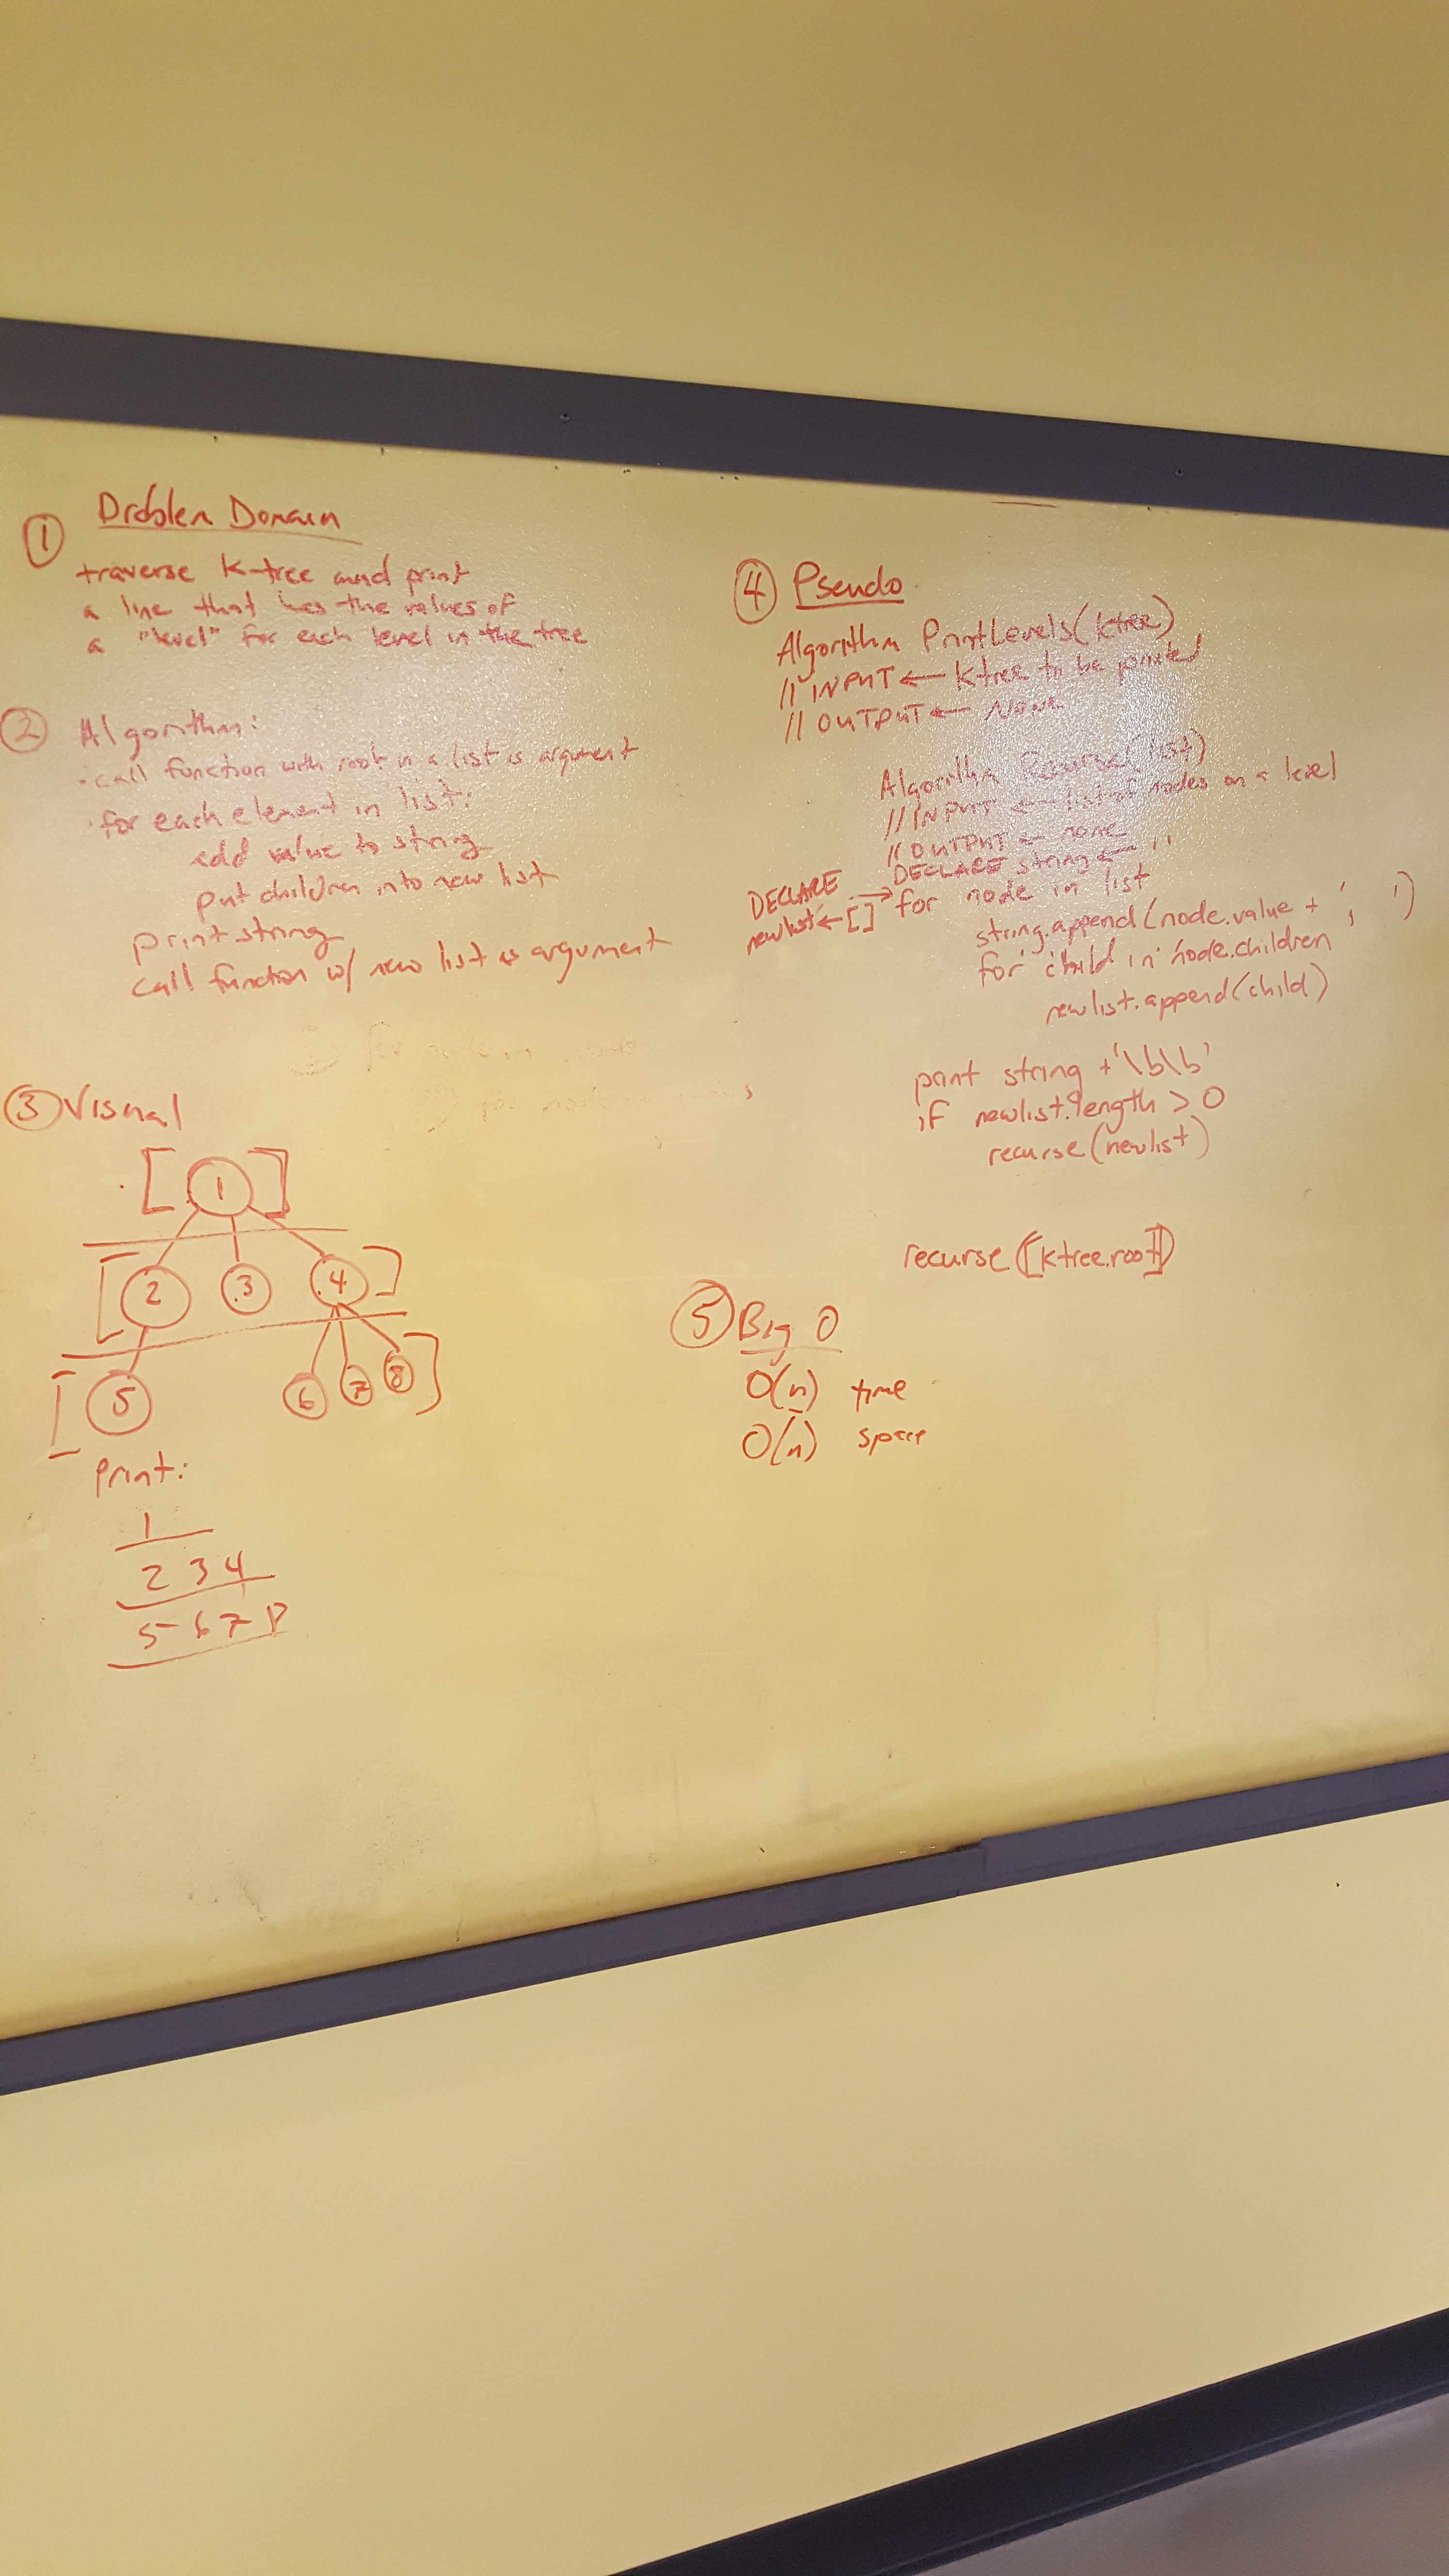 ① Problem Domain
traverse k-tree and print
a line that has the values of
a "level" for each level in the tree
② Algorithm:
· call function with root in a list as argument
· for each element in list:
add value to string
put children into new list
print string
call function w/ new list as argument
③ Visual
[ 1 ]
[ 2 3 4 ]
[ 5 6 7 8 ]
Print:
1
2 3 4
5 6 7 8
④ Pseudo
Algorithm PrintLevels(ktree)
// INPUT ← ktree to be printed
// OUTPUT ← None
Algorithm Recurse(list)
// INPUT ← list of nodes on a level
// OUTPUT ← none
DECLARE string ← ''
DECLARE newlist ← [] →
for node in list
string.append(node.value + ', ')
for child in node.children
newlist.append(child)
print string + '\b\b'
if newlist.length > 0
recurse(newlist)
recurse([ktree.root])
⑤ Big O
O(n) time
O(n) space